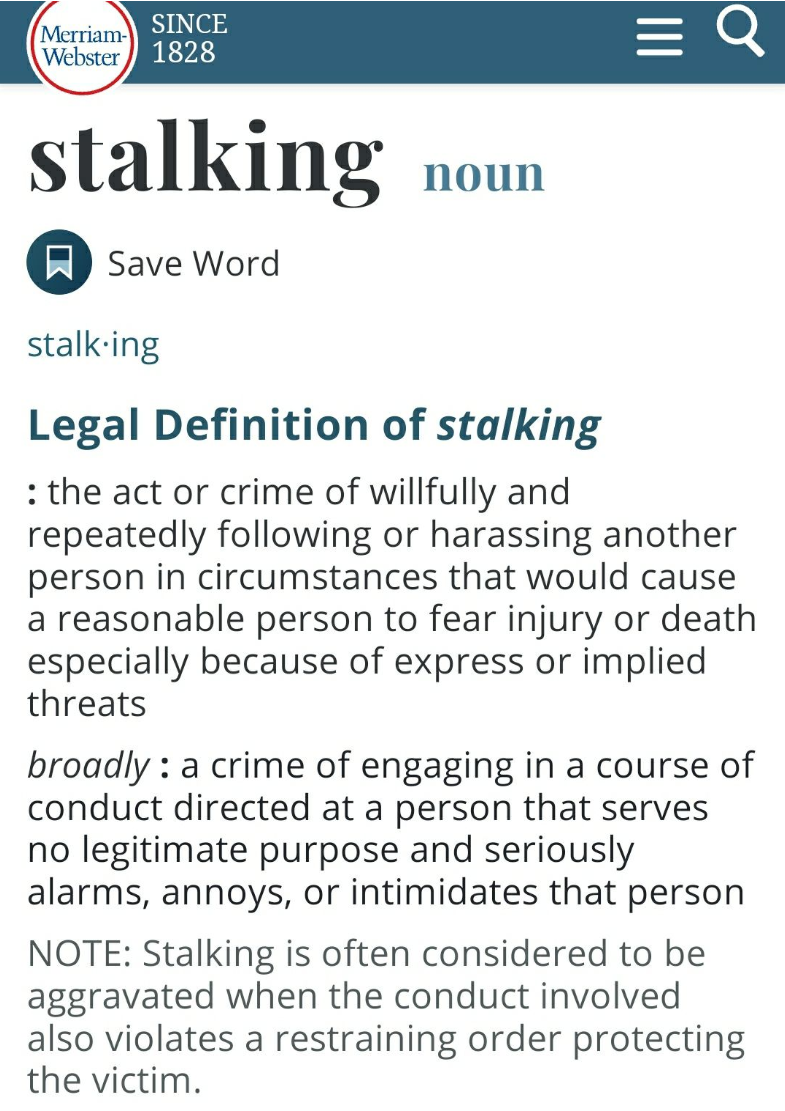 Merriam-
Webster
SINCE
1828
stalking noun
Save Word
stalk·ing
Legal Definition of stalking
: the act or crime of willfully and
repeatedly following or harassing another
person in circumstances that would cause
a reasonable person to fear injury or death
especially because of express or implied
threats
broadly : a crime of engaging in a course of
conduct directed at a person that serves
no legitimate purpose and seriously
alarms, annoys, or intimidates that person
NOTE: Stalking is often considered to be
aggravated when the conduct involved
also violates a restraining order protecting
the victim.